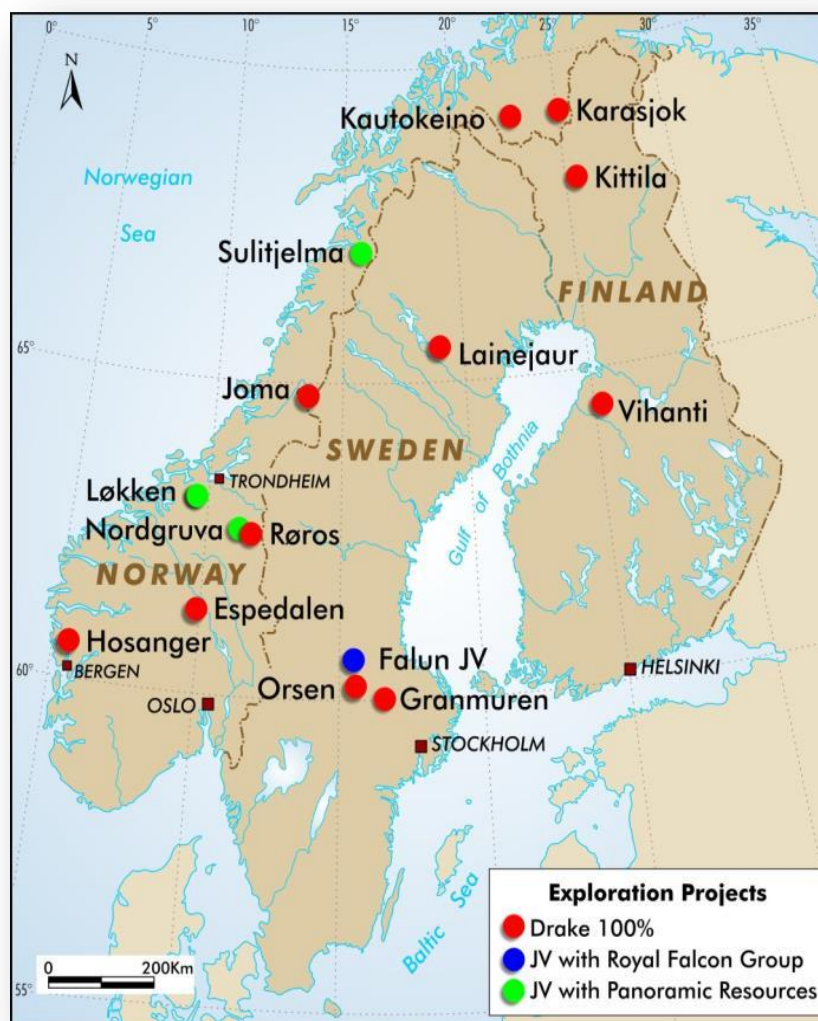 0°
5°
10°
15°
20°
25°
30°
35°
N
Kautokeino
Karasjok
Kittila
Norwegian
Sea
Sulitjelma
FINLAND
65°
Lainejaur
Joma
Vihanti
SWEDEN
Gulf of Bothnia
TRONDHEIM
Løkken
Nordgruva
Røros
NORWAY
Espedalen
Hosanger
BERGEN
Falun JV
HELSINKI
60°
Orsen
Granmuren
OSLO
STOCKHOLM
Baltic Sea
Exploration Projects
Drake 100%
JV with Royal Falcon Group
JV with Panoramic Resources
0 200Km
55°